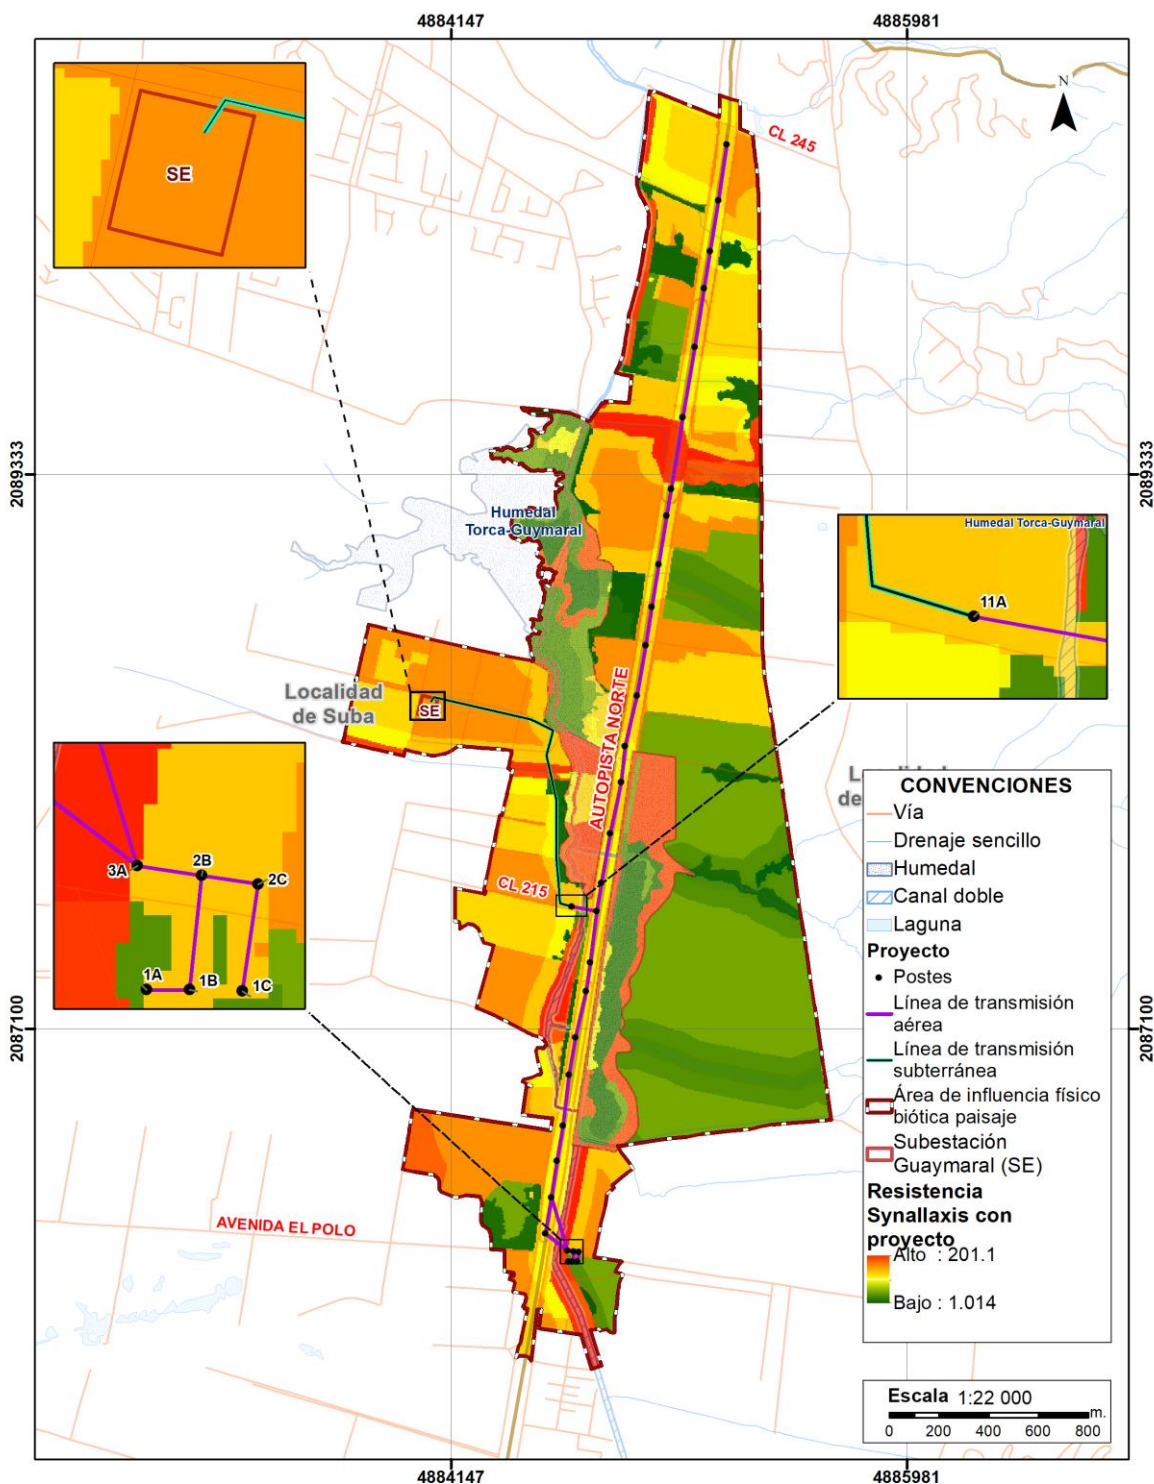 4884147
4885981
N
CL 245
SE
2089333
2089333
Humedal
Torca-Guymaral
Humedal Torca-Guymaral
11A
AUTOPISTA NORTE
Localidad
de Suba
SE
3A
2B
2C
1A
1B
1C
CL 215
2087100
2087100
AVENIDA EL POLO
CONVENCIONES
Vía
Drenaje sencillo
Humedal
Canal doble
Laguna
Proyecto
Postes
Línea de transmisión
aérea
Línea de transmisión
subterránea
Área de influencia físico
biótica paisaje
Subestación
Guaymaral (SE)
Resistencia
Synallaxis con
proyecto
Alto : 201.1
Bajo : 1.014
Escala 1:22 000
m.
0 200 400 600 800
4884147
4885981